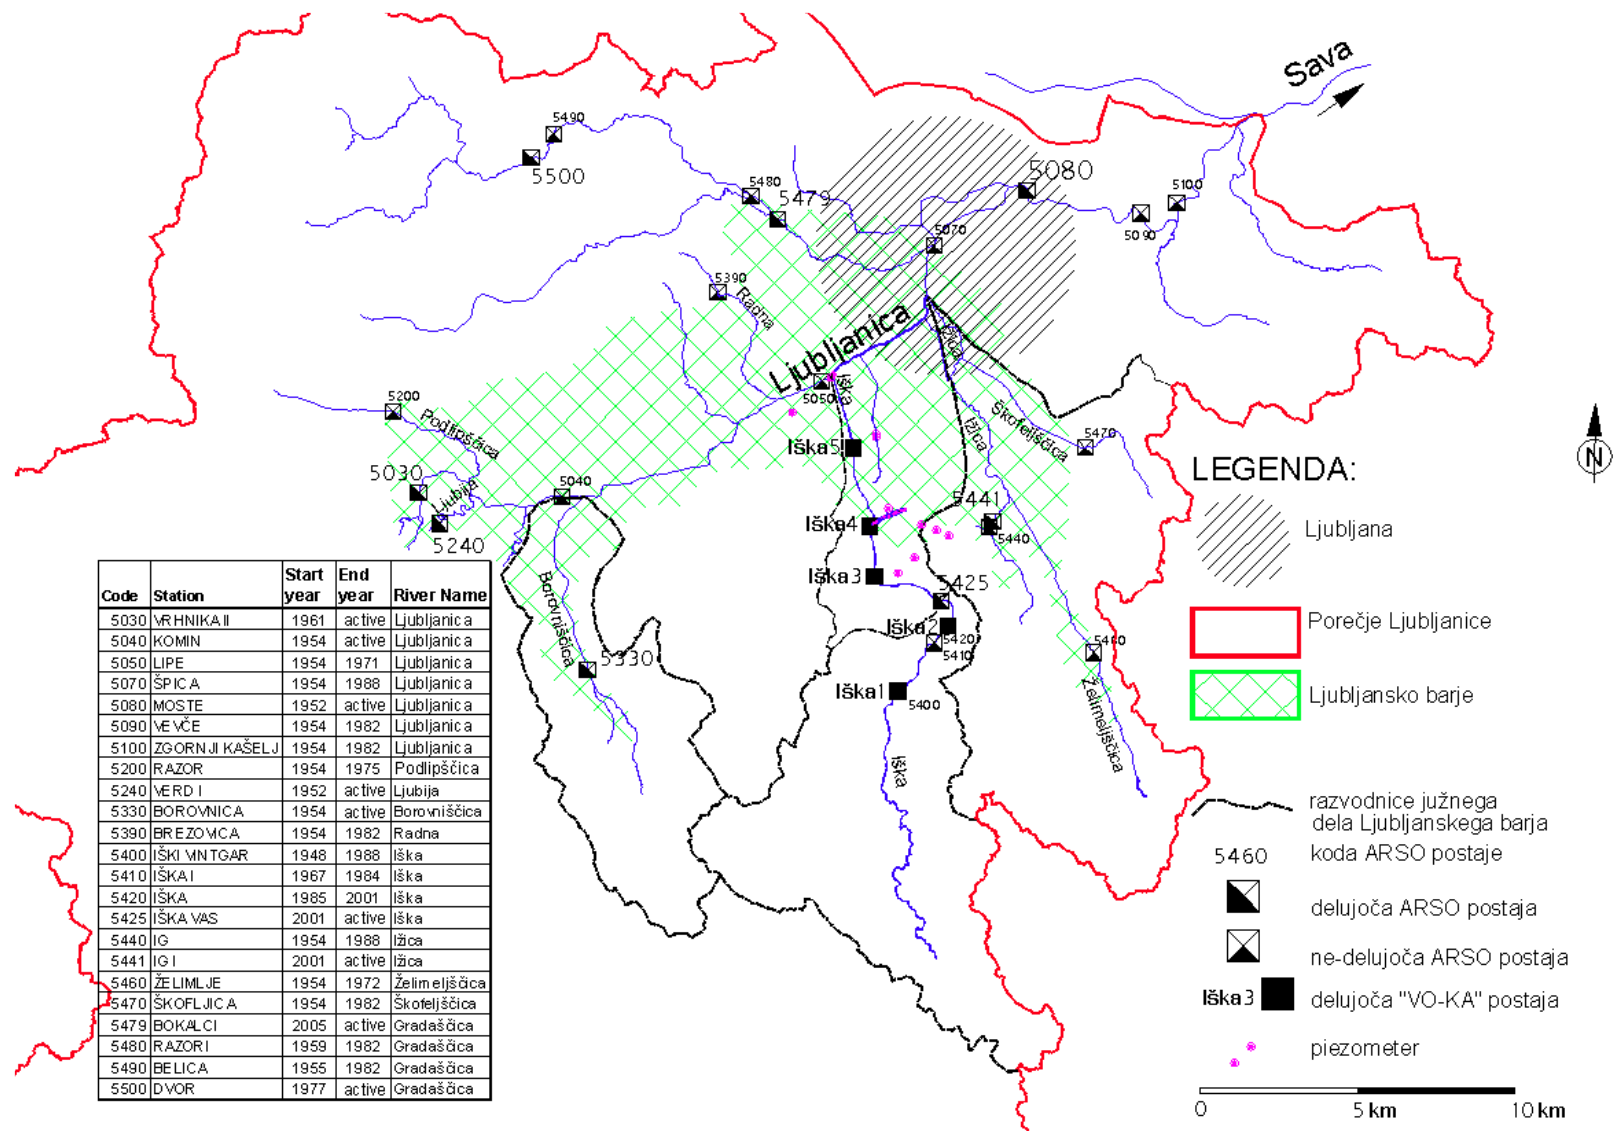 Sava
5490
5500
5480
5479
5080
5100
5090
5070
5390
Radna
Ljubljanica
Ižica
5050
Iška
5200
Podlipščica
Škofeljščica
Ižica
5470
Iška5
5030
Ljubija
5040
5441
5440
5240
Iška4
Iška3
5425
Borovniščica
Iška2
5420
5410
5460
5330
Iška1
5400
Želimeljščica
Iška
N
LEGENDA:
Ljubljana
Porečje Ljubljanice
Ljubljansko barje
razvodnice južnega
dela Ljubljanskega barja
5460 koda ARSO postaje
delujoča ARSO postaja
ne-delujoča ARSO postaja
Iška3 delujoča "VO-KA" postaja
piezometer
0 5 km 10 km
Code Station Start year End year River Name
5030 VRHNIKA II 1961 active Ljubljanica
5040 KOMIN 1954 active Ljubljanica
5050 LIPE 1954 1971 Ljubljanica
5070 ŠPICA 1954 1988 Ljubljanica
5080 MOSTE 1952 active Ljubljanica
5090 VEVČE 1954 1982 Ljubljanica
5100 ZGORNJI KAŠELJ 1954 1982 Ljubljanica
5200 RAZOR 1954 1975 Podlipščica
5240 VERD I 1952 active Ljubija
5330 BOROVNICA 1954 active Borovniščica
5390 BREZOVICA 1954 1982 Radna
5400 IŠKI VINTGAR 1948 1988 Iška
5410 IŠKA I 1967 1984 Iška
5420 IŠKA 1985 2001 Iška
5425 IŠKA VAS 2001 active Iška
5440 IG 1954 1988 Ižica
5441 IG I 2001 active Ižica
5460 ŽELIMLJE 1954 1972 Želimeljščica
5470 ŠKOFLJICA 1954 1982 Škofeljščica
5479 BOKALCI 2005 active Gradaščica
5480 RAZORI 1959 1982 Gradaščica
5490 BELICA 1955 1982 Gradaščica
5500 DVOR 1977 active Gradaščica